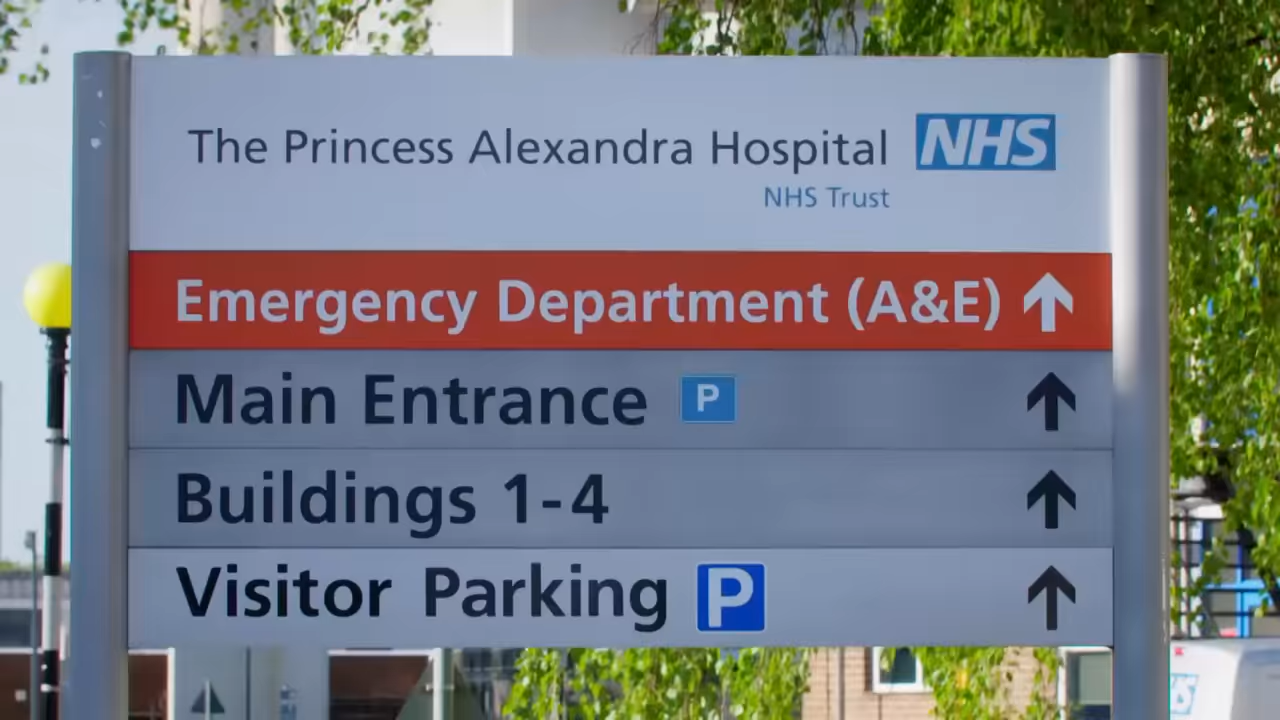 The Princess Alexandra Hospital NHS
NHS Trust
Emergency Department (A&E)
Main Entrance P
Buildings 1-4
Visitor Parking P